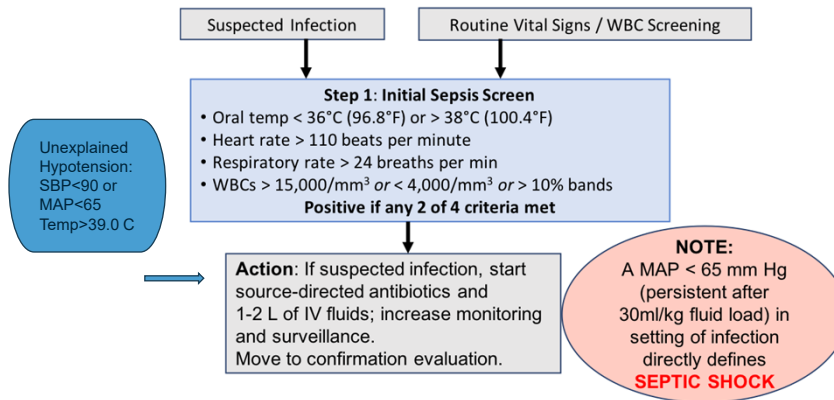 Suspected Infection
Routine Vital Signs / WBC Screening
Step 1: Initial Sepsis Screen
• Oral temp < 36°C (96.8°F) or > 38°C (100.4°F)
• Heart rate > 110 beats per minute
• Respiratory rate > 24 breaths per min
• WBCs > 15,000/mm³ or < 4,000/mm³ or > 10% bands
Positive if any 2 of 4 criteria met
Unexplained
Hypotension:
SBP<90 or
MAP<65
Temp>39.0 C
Action: If suspected infection, start
source-directed antibiotics and
1-2 L of IV fluids; increase monitoring
and surveillance.
Move to confirmation evaluation.
NOTE:
A MAP < 65 mm Hg
(persistent after
30ml/kg fluid load) in
setting of infection
directly defines
SEPTIC SHOCK